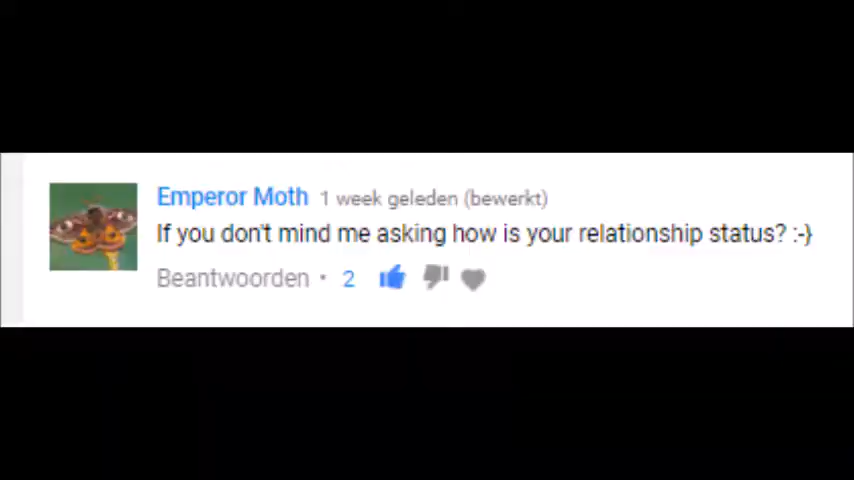 Emperor Moth 1 week geleden (bewerkt)
If you don't mind me asking how is your relationship status? :-}
Beantwoorden • 2